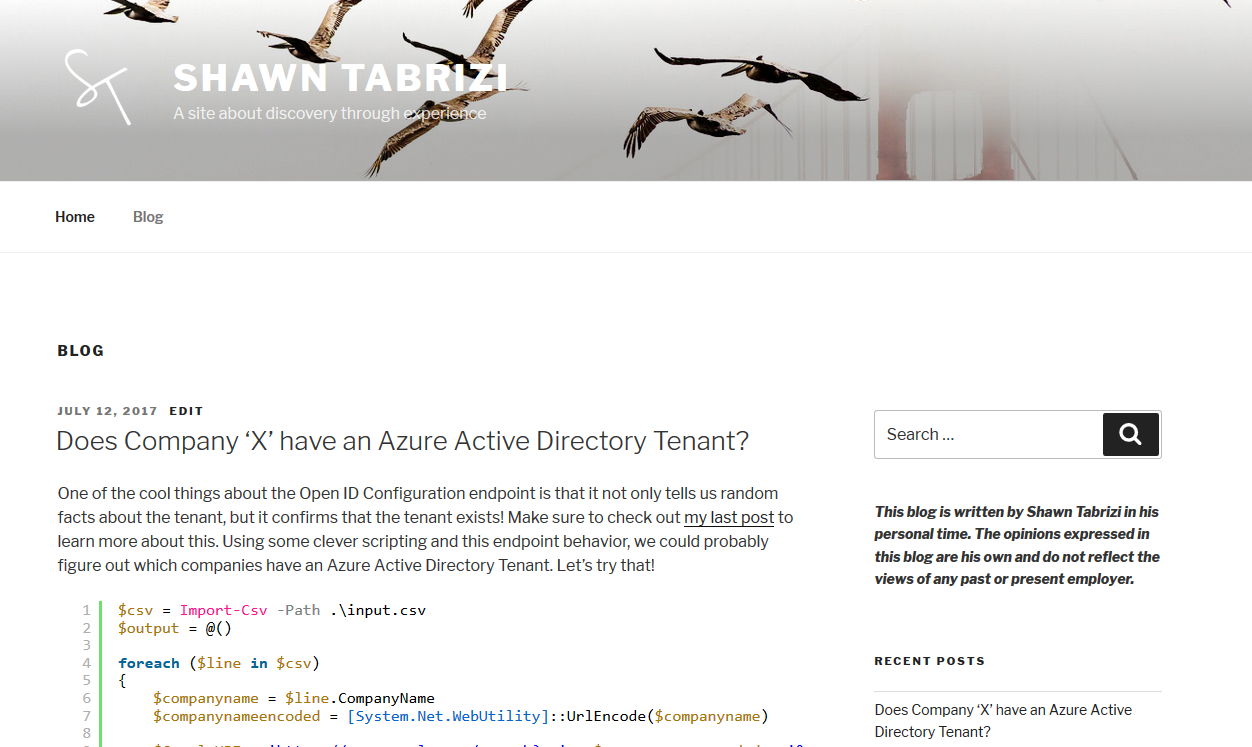 ST
SHAWN TABRIZI
A site about discovery through experience
Home
Blog
BLOG
JULY 12, 2017 EDIT
Does Company ‘X’ have an Azure Active Directory Tenant?
One of the cool things about the Open ID Configuration endpoint is that it not only tells us random
facts about the tenant, but it confirms that the tenant exists! Make sure to check out my last post to
learn more about this. Using some clever scripting and this endpoint behavior, we could probably
figure out which companies have an Azure Active Directory Tenant. Let’s try that!
1 $csv = Import-Csv -Path .\input.csv
2 $output = @()
3
4 foreach ($line in $csv)
5 {
6     $companyname = $line.CompanyName
7     $companynameencoded = [System.Net.WebUtility]::UrlEncode($companyname)
8
Search …
This blog is written by Shawn Tabrizi in his
personal time. The opinions expressed in
this blog are his own and do not reflect the
views of any past or present employer.
RECENT POSTS
Does Company ‘X’ have an Azure Active
Directory Tenant?